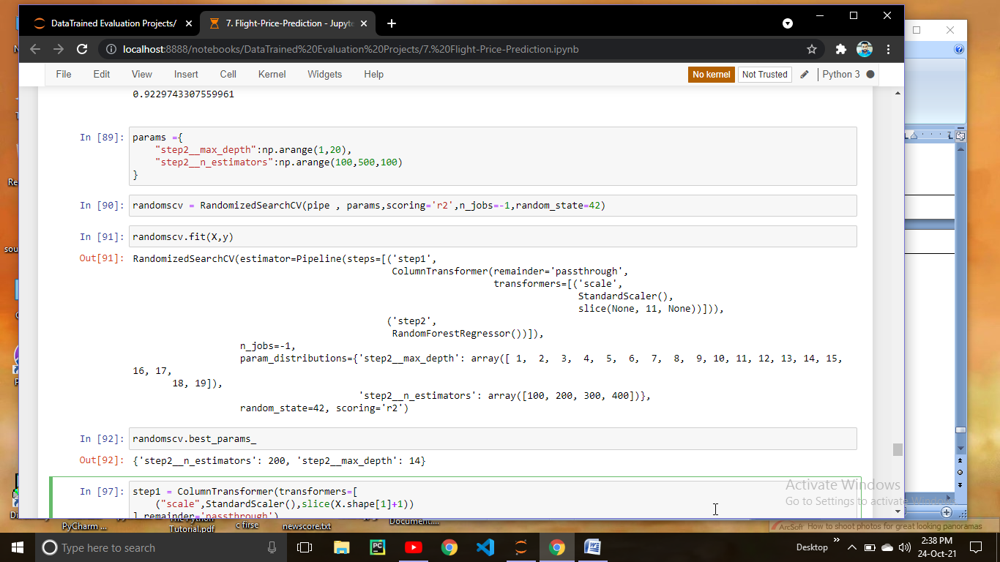 DataTrained Evaluation Projects/
7. Flight-Price-Prediction - Jupyte
localhost:8888/notebooks/DataTrained%20Evaluation%20Projects/7.%20Flight-Price-Prediction.ipynb
File Edit View Insert Cell Kernel Widgets Help
No kernel Not Trusted Python 3
0.9229743307559961
In [89]: params ={
"step2__max_depth":np.arange(1,20),
"step2__n_estimators":np.arange(100,500,100)
}
In [90]: randomscv = RandomizedSearchCV(pipe , params,scoring='r2',n_jobs=-1,random_state=42)
In [91]: randomscv.fit(X,y)
Out[91]: RandomizedSearchCV(estimator=Pipeline(steps=[('step1',
ColumnTransformer(remainder='passthrough',
transformers=[('scale',
StandardScaler(),
slice(None, 11, None))])),
('step2',
RandomForestRegressor())]),
n_jobs=-1,
param_distributions={'step2__max_depth': array([ 1, 2, 3, 4, 5, 6, 7, 8, 9, 10, 11, 12, 13, 14, 15,
16, 17,
18, 19]),
'step2__n_estimators': array([100, 200, 300, 400])},
random_state=42, scoring='r2')
In [92]: randomscv.best_params_
Out[92]: {'step2__n_estimators': 200, 'step2__max_depth': 14}
In [97]: step1 = ColumnTransformer(transformers=[
("scale",StandardScaler(),slice(X.shape[1]+1))
],remainder='passthrough')
Activate Windows
Go to Settings to activate Windows.
PyCharm ...
Tutorial.pdf
c firse
newscore.txt
Document....
ArcSoft How to shoot photos for great looking panoramas
Type here to search
Desktop
2:38 PM
24-Oct-21